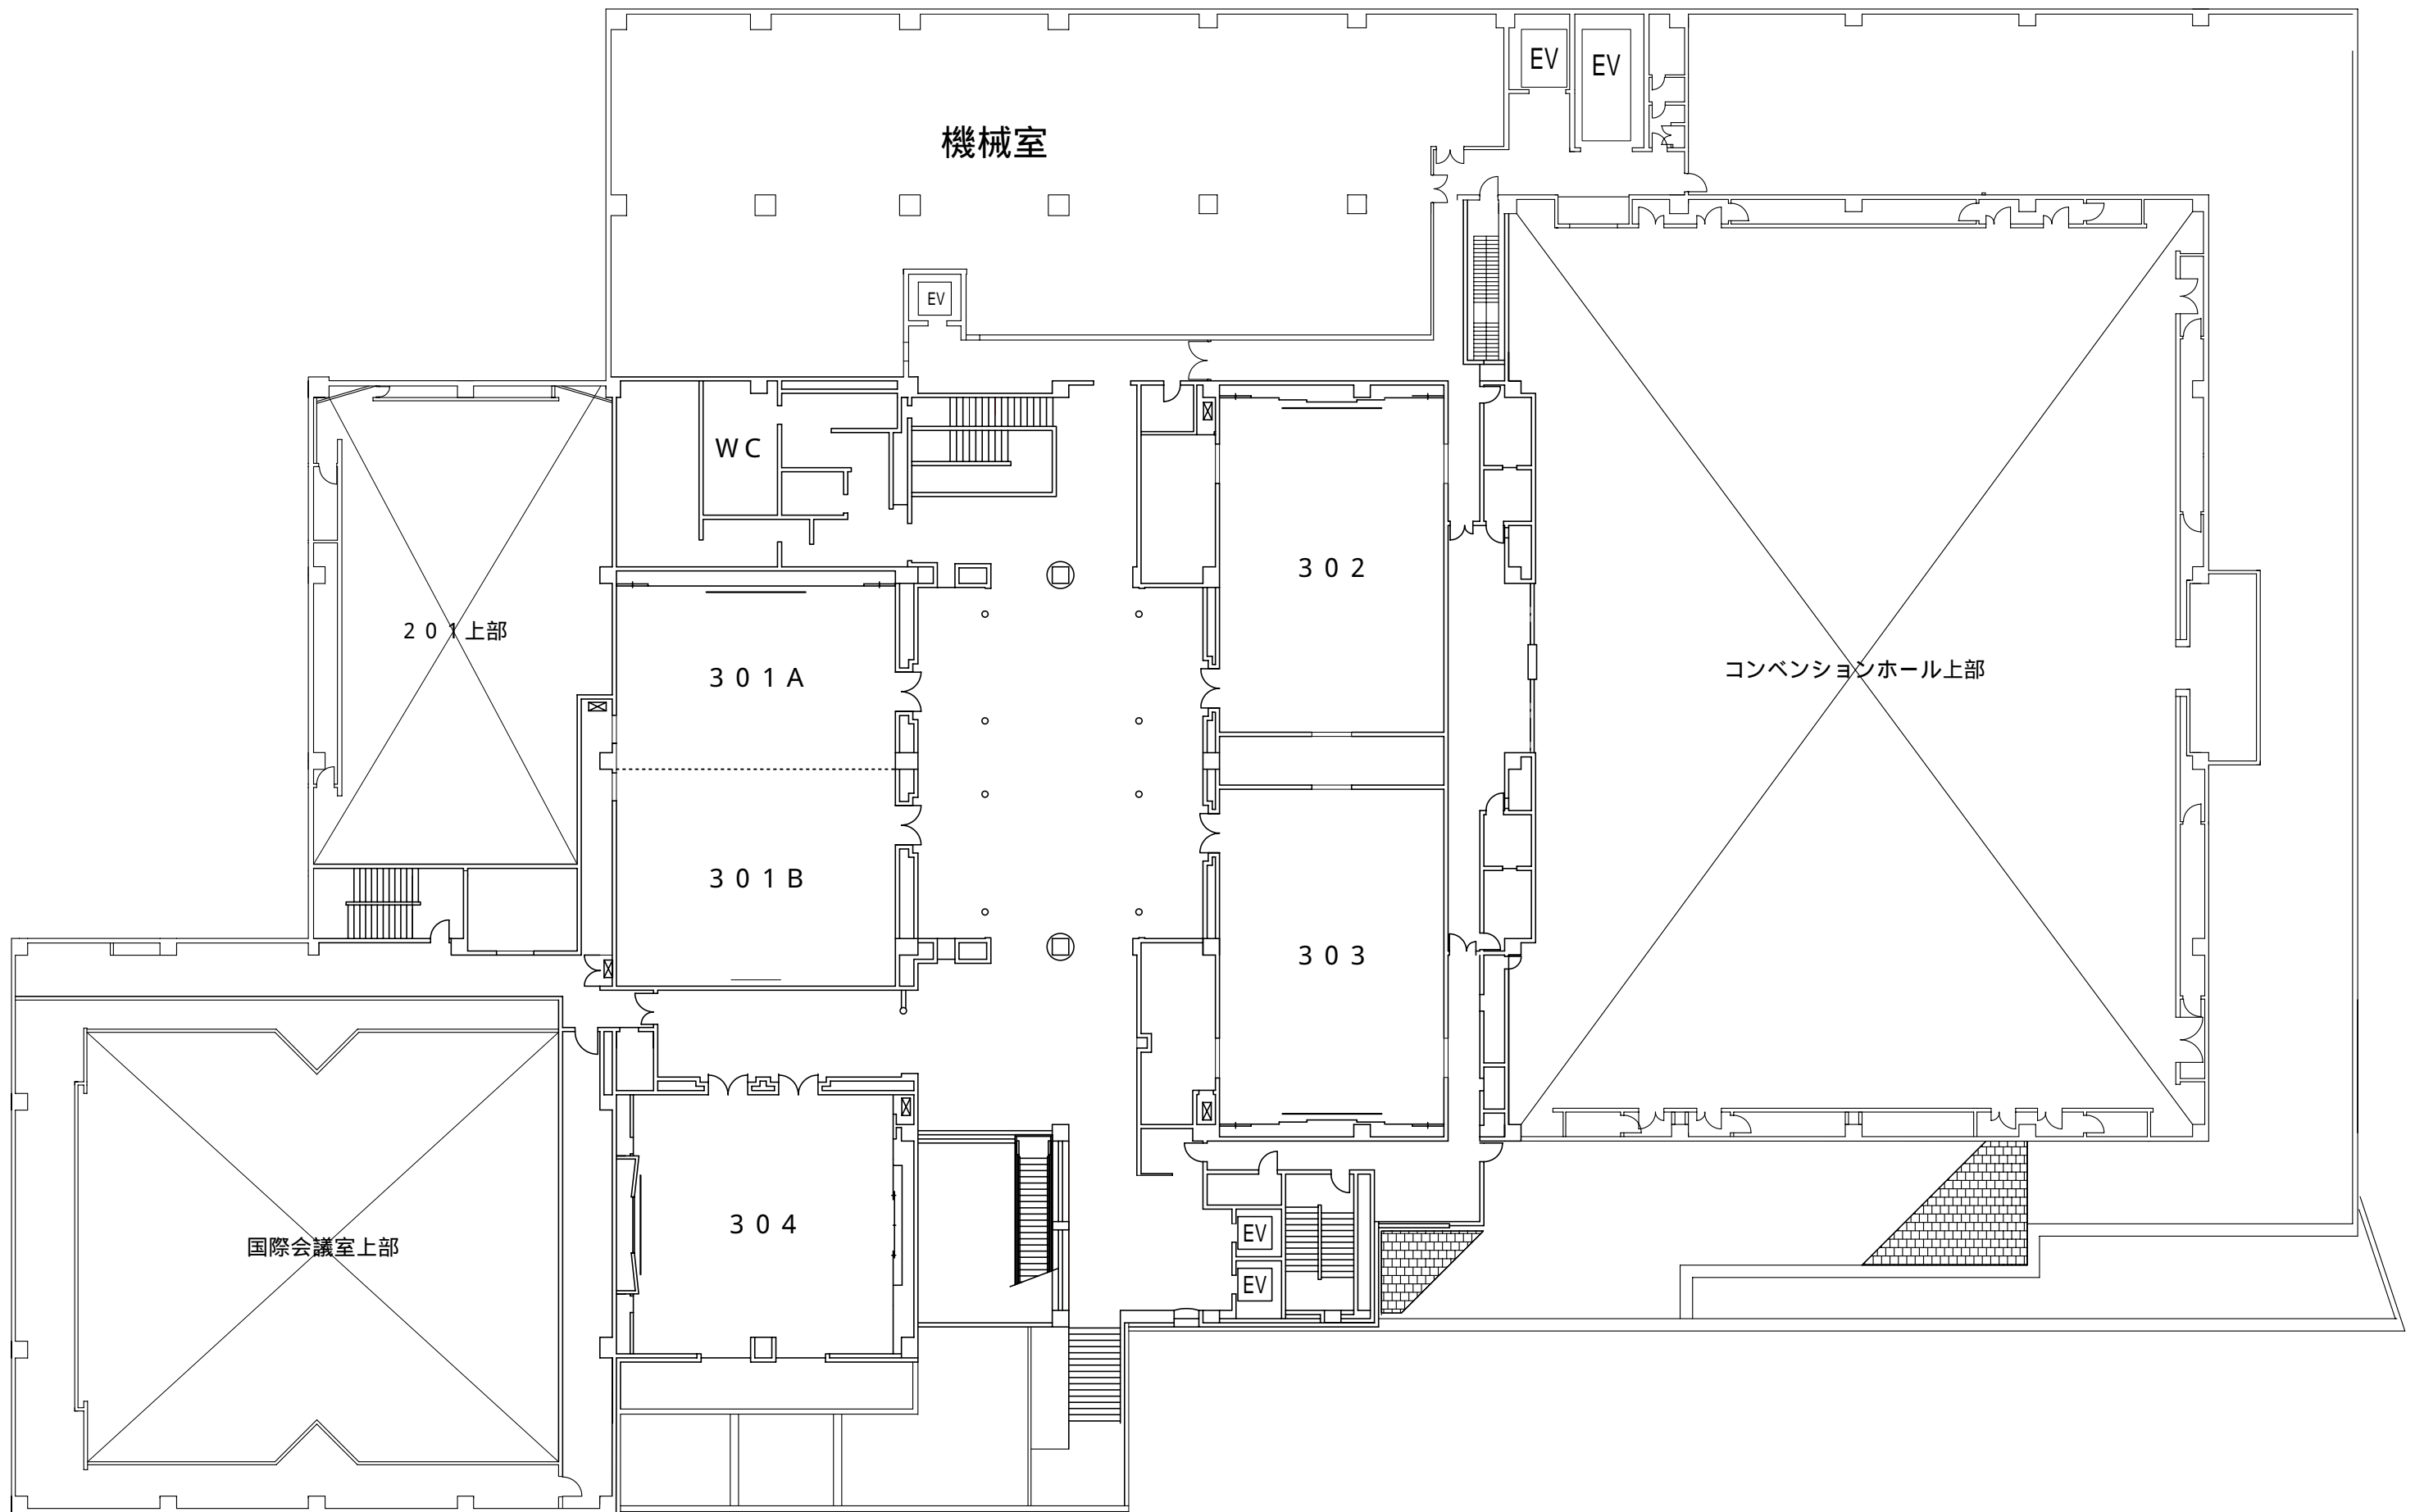 EV
EV
機械室
EV
ＷＣ
３０２
２０１上部
３０１Ａ
コンベンションホール上部
３０１Ｂ
３０３
３０４
EV
国際会議室上部
EV